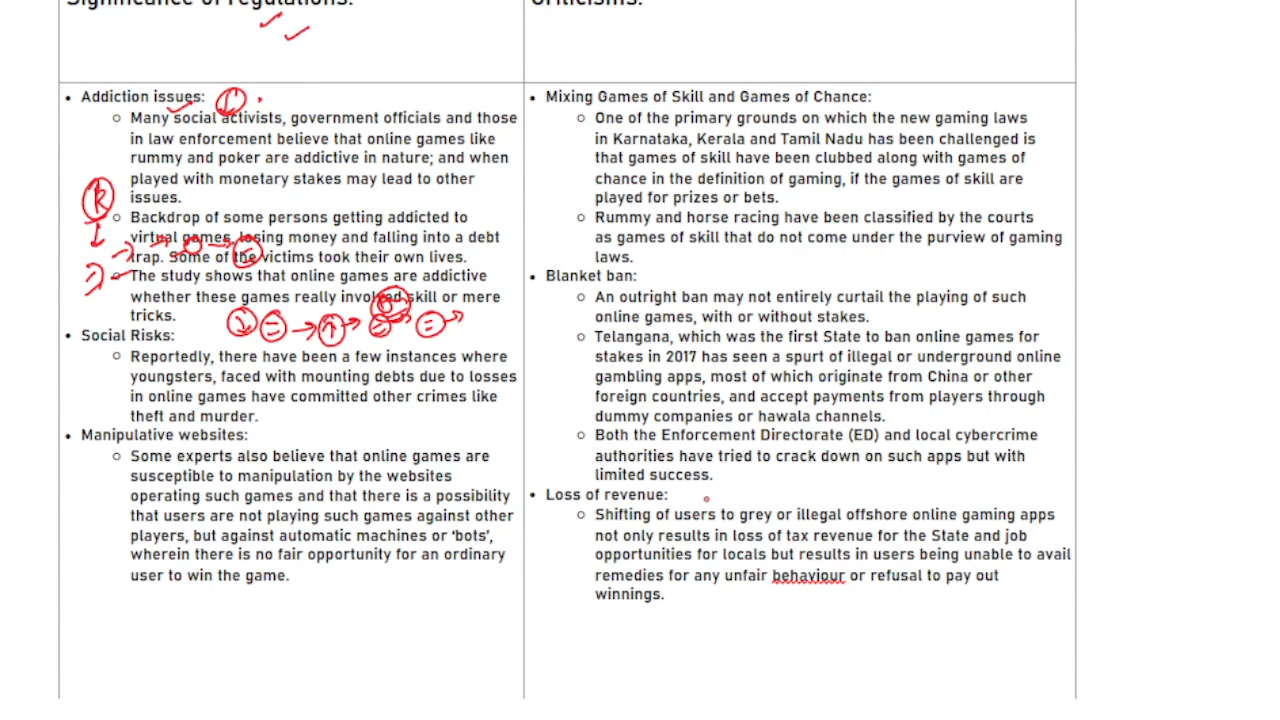 Significance of regulations:
Criticisms:
• Addiction issues:
○ Many social activists, government officials and those
in law enforcement believe that online games like
rummy and poker are addictive in nature; and when
played with monetary stakes may lead to other
issues.
○ Backdrop of some persons getting addicted to
virtual games, losing money and falling into a debt
trap. Some of the victims took their own lives.
○ The study shows that online games are addictive
whether these games really involved skill or mere
tricks.
• Social Risks:
○ Reportedly, there have been a few instances where
youngsters, faced with mounting debts due to losses
in online games have committed other crimes like
theft and murder.
• Manipulative websites:
○ Some experts also believe that online games are
susceptible to manipulation by the websites
operating such games and that there is a possibility
that users are not playing such games against other
players, but against automatic machines or ‘bots’,
wherein there is no fair opportunity for an ordinary
user to win the game.
• Mixing Games of Skill and Games of Chance:
○ One of the primary grounds on which the new gaming laws
in Karnataka, Kerala and Tamil Nadu has been challenged is
that games of skill have been clubbed along with games of
chance in the definition of gaming, if the games of skill are
played for prizes or bets.
○ Rummy and horse racing have been classified by the courts
as games of skill that do not come under the purview of gaming
laws.
• Blanket ban:
○ An outright ban may not entirely curtail the playing of such
online games, with or without stakes.
○ Telangana, which was the first State to ban online games for
stakes in 2017 has seen a spurt of illegal or underground online
gambling apps, most of which originate from China or other
foreign countries, and accept payments from players through
dummy companies or hawala channels.
○ Both the Enforcement Directorate (ED) and local cybercrime
authorities have tried to crack down on such apps but with
limited success.
• Loss of revenue:
○ Shifting of users to grey or illegal offshore online gaming apps
not only results in loss of tax revenue for the State and job
opportunities for locals but results in users being unable to avail
remedies for any unfair behaviour or refusal to pay out
winnings.